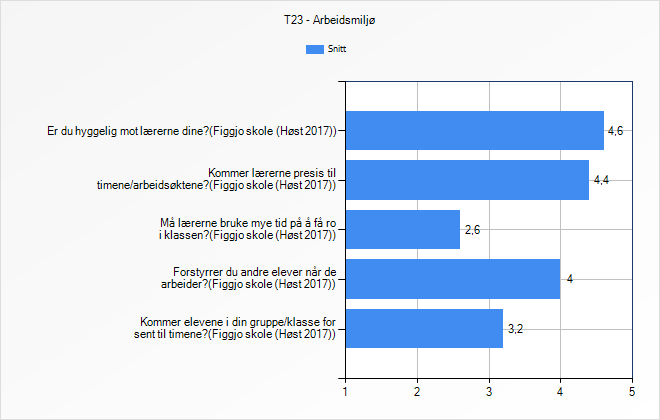 T23 - Arbeidsmiljø
Snitt
Er du hyggelig mot lærerne dine?(Figgjo skole (Høst 2017))
4,6
Kommer lærerne presis til
timene/arbeidsøktene?(Figgjo skole (Høst 2017))
4,4
Må lærerne bruke mye tid på å få ro
i klassen?(Figgjo skole (Høst 2017))
2,6
Forstyrrer du andre elever når de
arbeider?(Figgjo skole (Høst 2017))
4
Kommer elevene i din gruppe/klasse for
sent til timene?(Figgjo skole (Høst 2017))
3,2
1 2 3 4 5